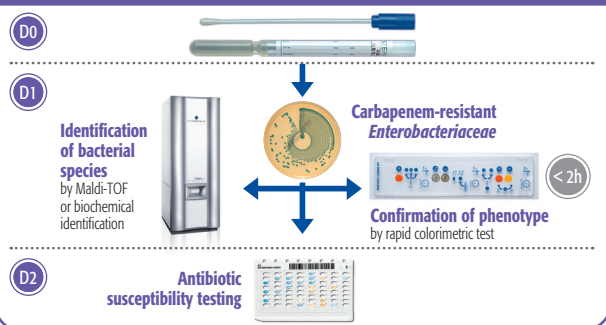 D0
D1
Carbapenem-resistant
Enterobacteriaceae
Identification
of bacterial
species
by Maldi-TOF
or biochemical
identification
< 2h
Confirmation of phenotype
by rapid colorimetric test
D2
Antibiotic
susceptibility testing